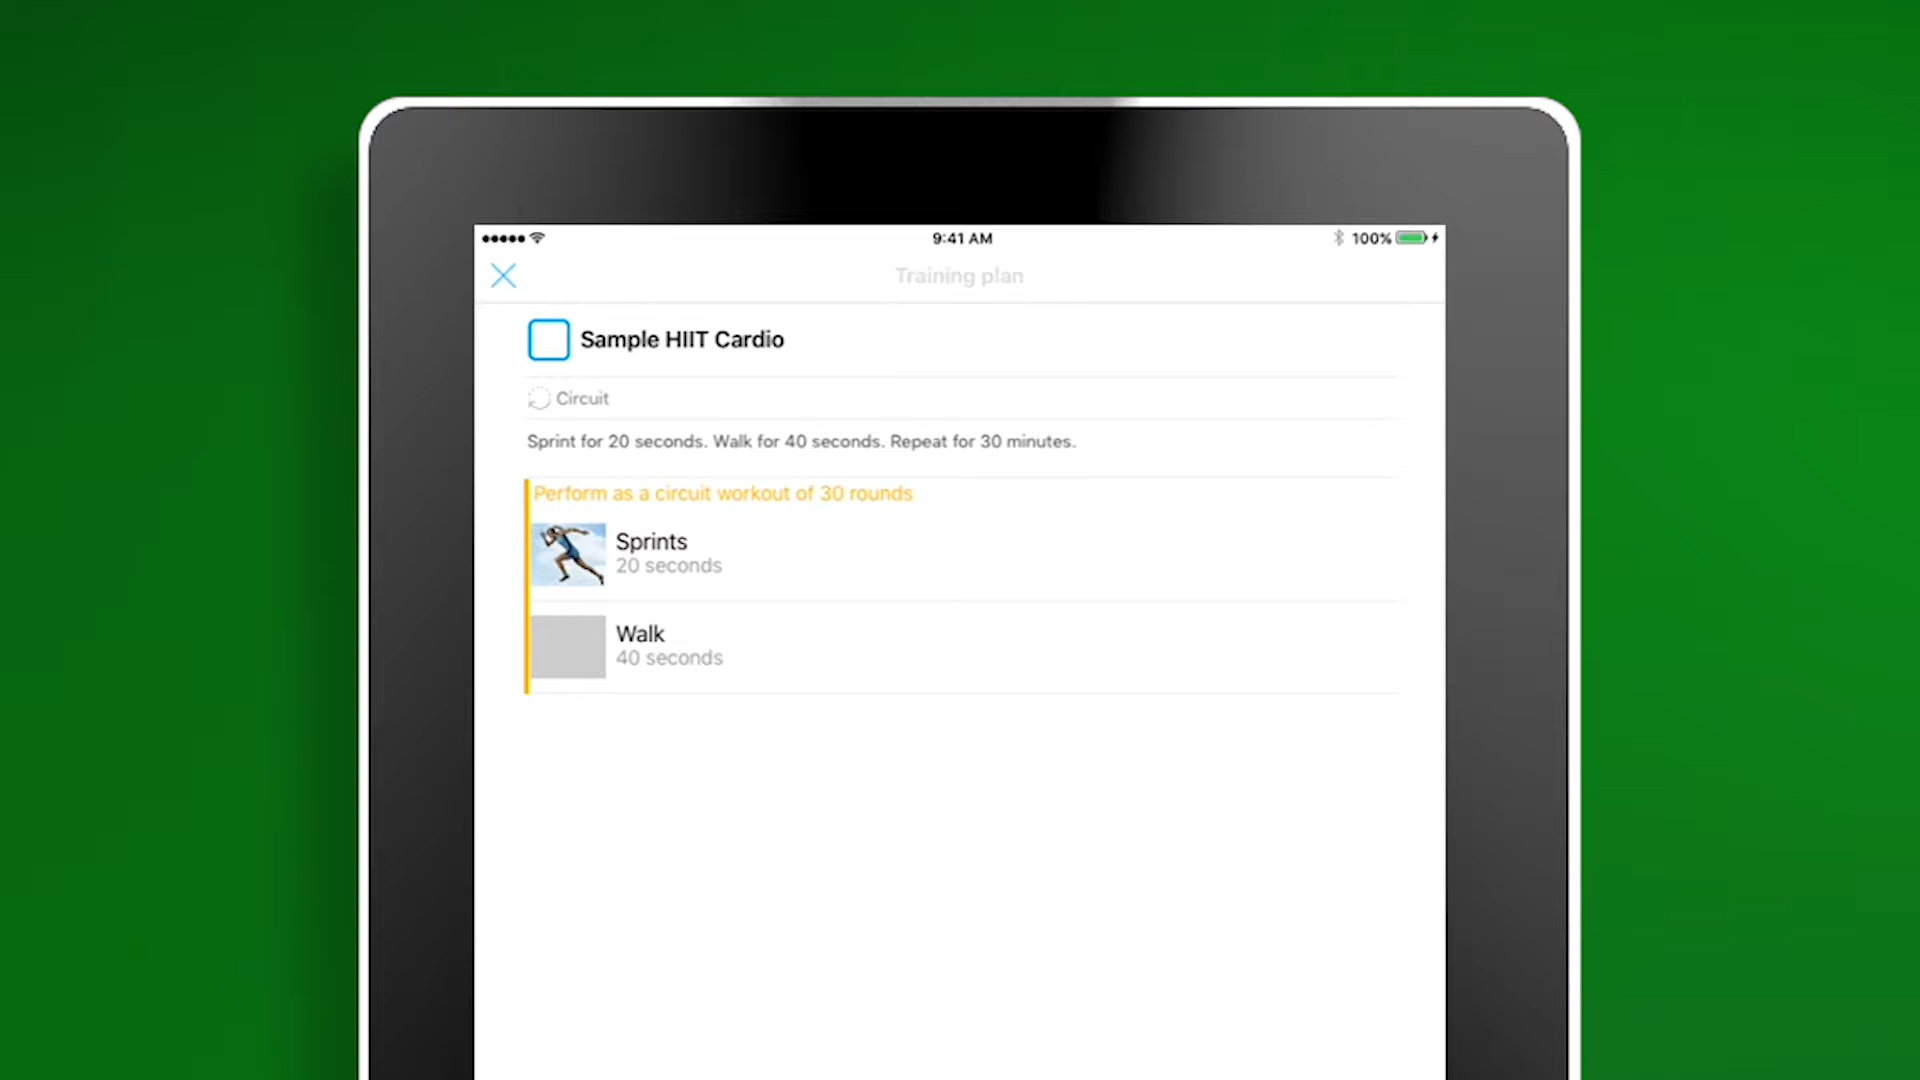 9:41 AM
100%
Training plan
Sample HIIT Cardio
Circuit
Sprint for 20 seconds. Walk for 40 seconds. Repeat for 30 minutes.
Perform as a circuit workout of 30 rounds
Sprints
20 seconds
Walk
40 seconds